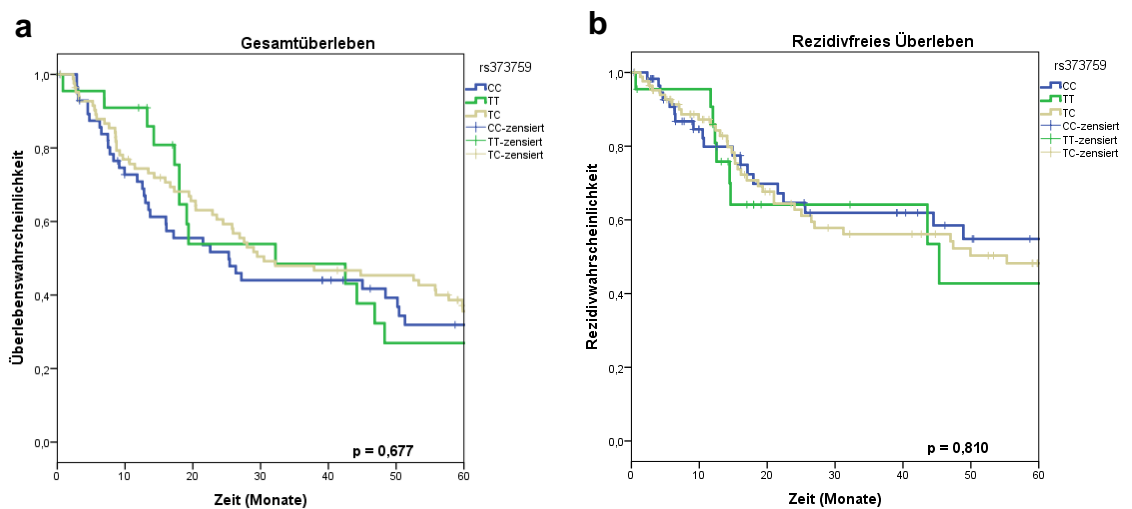 a
Gesamtüberleben
Überlebenswahrscheinlichkeit
1,0
0,8
0,6
0,4
0,2
0,0
0 10 20 30 40 50 60
Zeit (Monate)
p = 0,677
rs373759
CC
TT
TC
CC-zensiert
TT-zensiert
TC-zensiert
b
Rezidivfreies Überleben
Rezidivwahrscheinlichkeit
1,0
0,8
0,6
0,4
0,2
0,0
0 10 20 30 40 50 60
Zeit (Monate)
p = 0,810
rs373759
CC
TT
TC
CC-zensiert
TT-zensiert
TC-zensiert